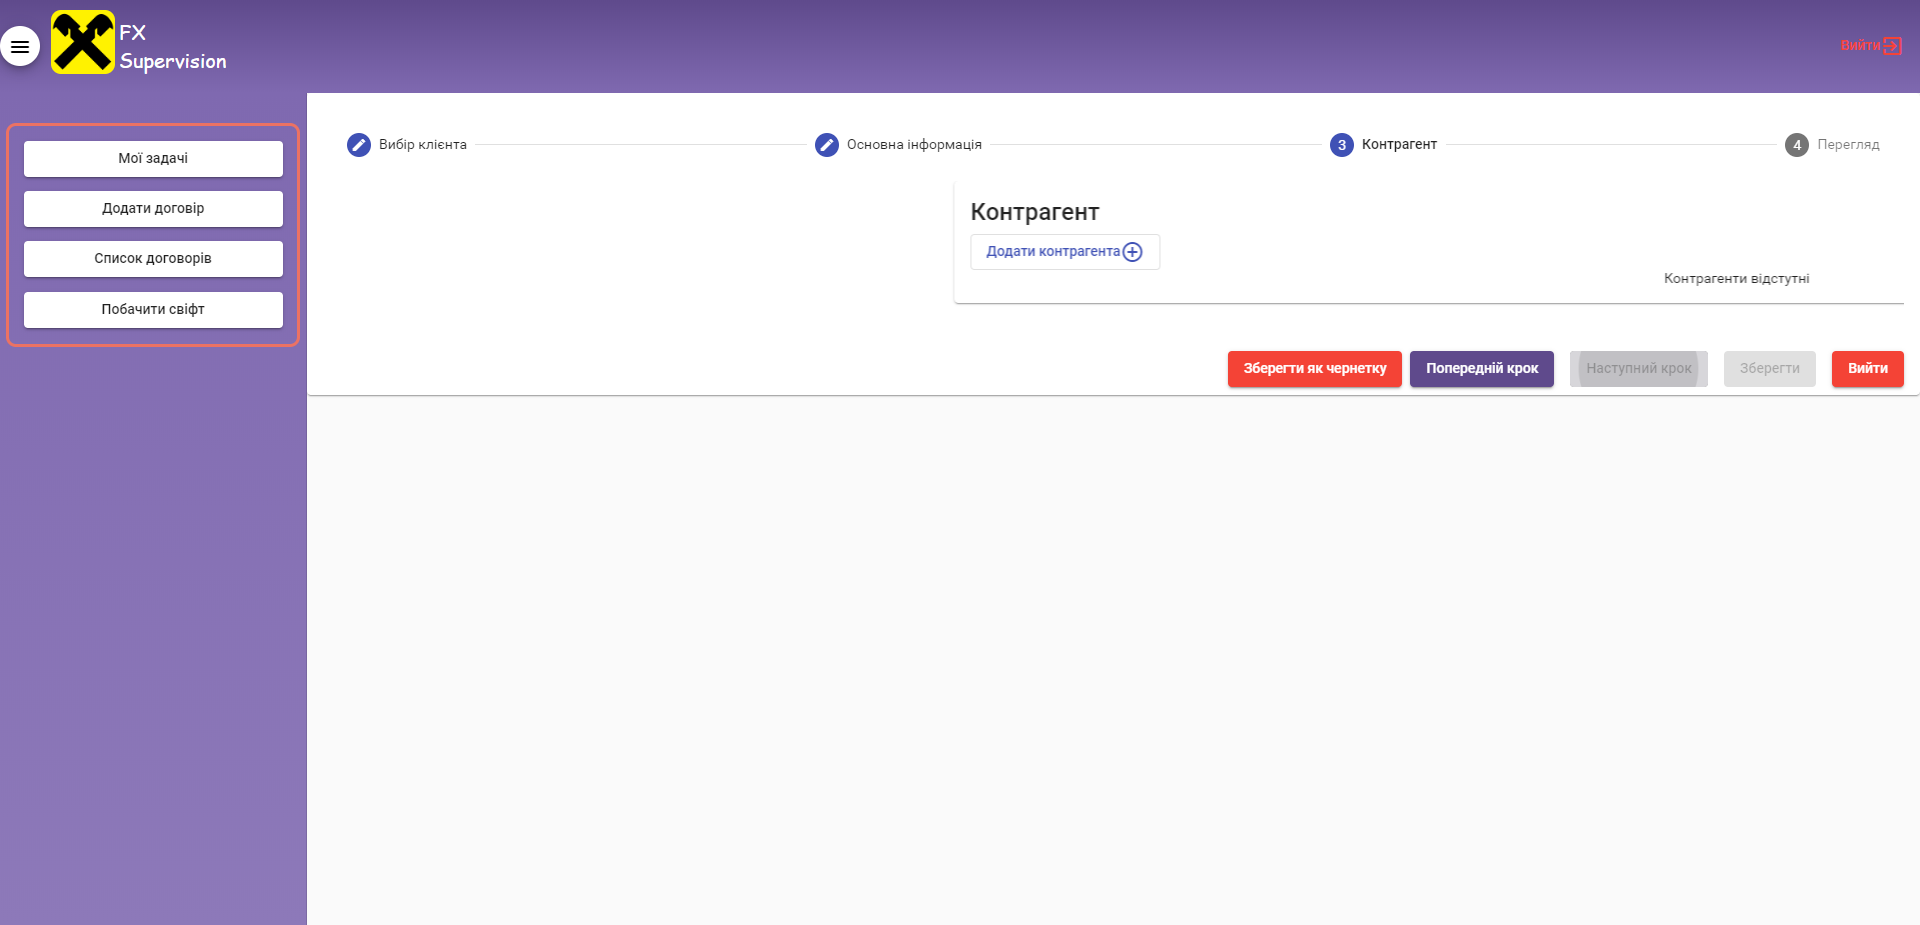 FX
Supervision
Вийти
Мої задачі
Додати договір
Список договорів
Побачити свіфт
Вибір клієнта
Основна інформація
3 Контрагент
4 Перегляд
Контрагент
Додати контрагента
Контрагенти відстутні
Зберегти як чернетку
Попередній крок
Наступний крок
Зберегти
Вийти